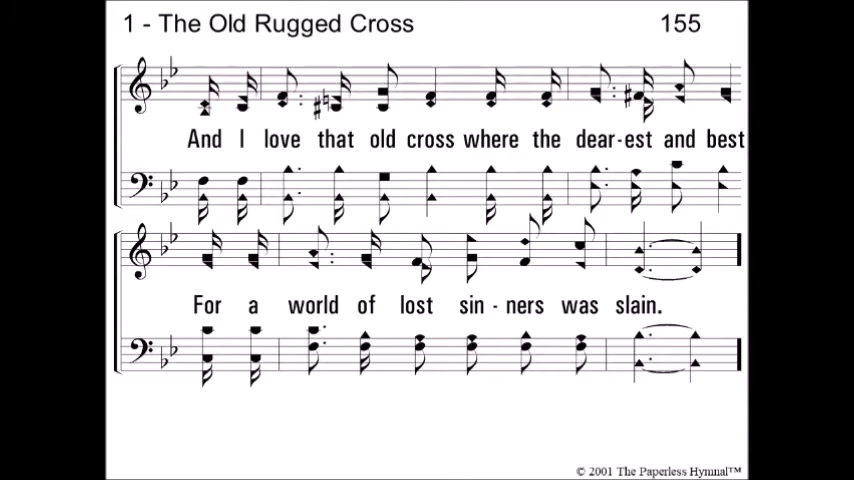 1 - The Old Rugged Cross 155
And I love that old cross where the dear-est and best
For a world of lost sin - ners was slain.
© 2001 The Paperless Hymnal™